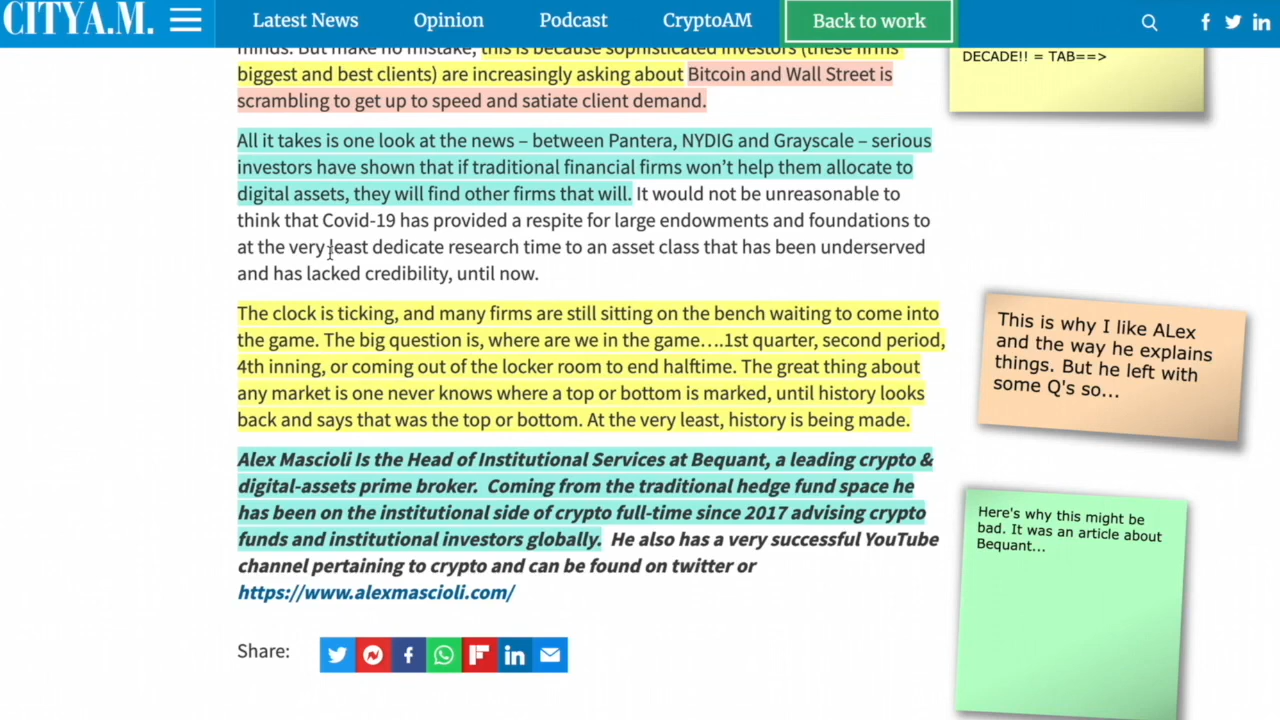 CITYA.M.
Latest News
Opinion
Podcast
CryptoAM
Back to work
minds. But make no mistake, this is because sophisticated investors (these firms
biggest and best clients) are increasingly asking about Bitcoin and Wall Street is
scrambling to get up to speed and satiate client demand.
DECADE!! = TAB==>
All it takes is one look at the news – between Pantera, NYDIG and Grayscale – serious
investors have shown that if traditional financial firms won’t help them allocate to
digital assets, they will find other firms that will. It would not be unreasonable to
think that Covid-19 has provided a respite for large endowments and foundations to
at the very least dedicate research time to an asset class that has been underserved
and has lacked credibility, until now.
The clock is ticking, and many firms are still sitting on the bench waiting to come into
the game. The big question is, where are we in the game….1st quarter, second period,
4th inning, or coming out of the locker room to end halftime. The great thing about
any market is one never knows where a top or bottom is marked, until history looks
back and says that was the top or bottom. At the very least, history is being made.
This is why I like ALex
and the way he explains
things. But he left with
some Q's so...
Alex Mascioli Is the Head of Institutional Services at Bequant, a leading crypto &
digital-assets prime broker. Coming from the traditional hedge fund space he
has been on the institutional side of crypto full-time since 2017 advising crypto
funds and institutional investors globally. He also has a very successful YouTube
channel pertaining to crypto and can be found on twitter or
https://www.alexmascioli.com/
Here's why this might be
bad. It was an article about
Bequant...
Share: